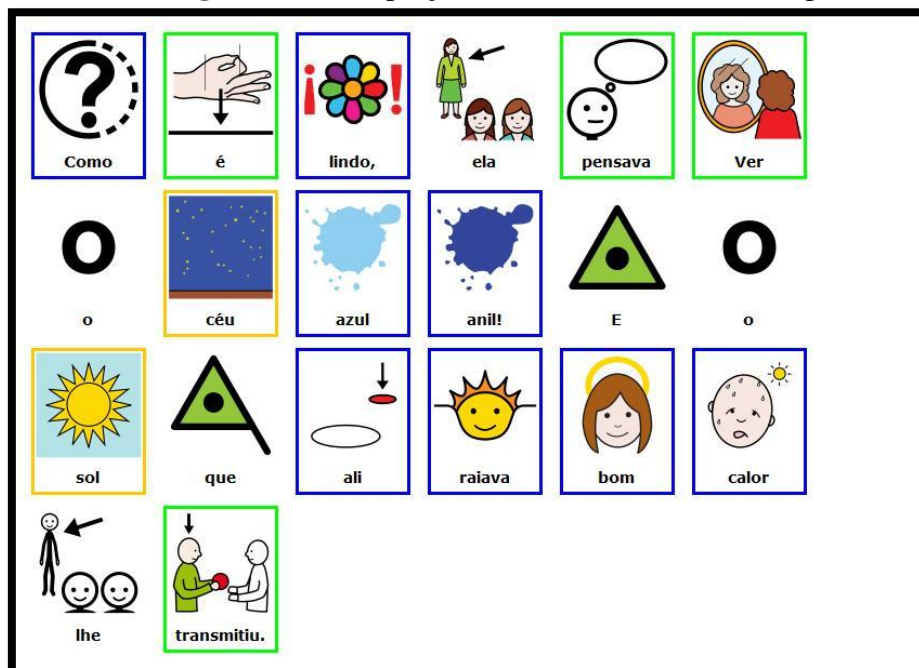 Como é lindo, ela pensava Ver
o céu azul anil! E o
sol que ali raiava bom calor
lhe transmitiu.